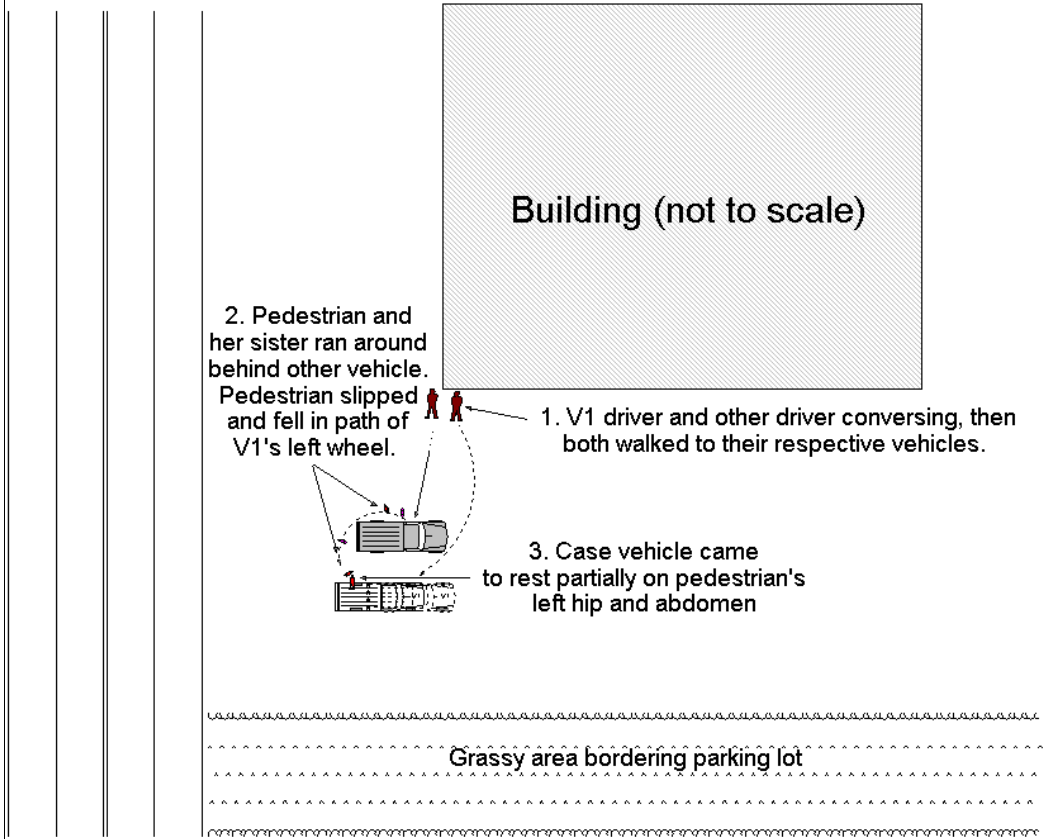 Building (not to scale)
2. Pedestrian and
her sister ran around
behind other vehicle.
Pedestrian slipped
and fell in path of
V1's left wheel.
1. V1 driver and other driver conversing, then
both walked to their respective vehicles.
3. Case vehicle came
to rest partially on pedestrian's
left hip and abdomen
Grassy area bordering parking lot